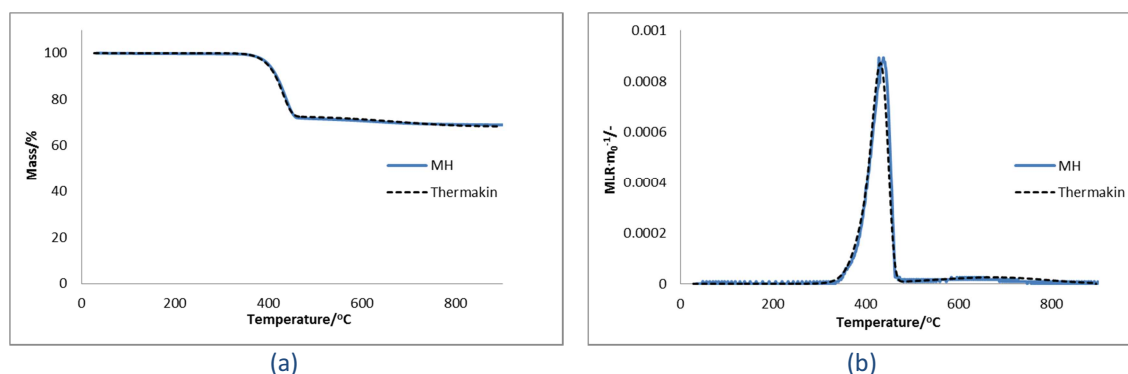 100
80
60
40
20
0
Mass/%
0 200 400 600 800
Temperature/°C
MH
Thermakin
(a)
0.001
0.0008
0.0006
0.0004
0.0002
0
MLR·m₀⁻¹/-
0 200 400 600 800
Temperature/°C
MH
Thermakin
(b)